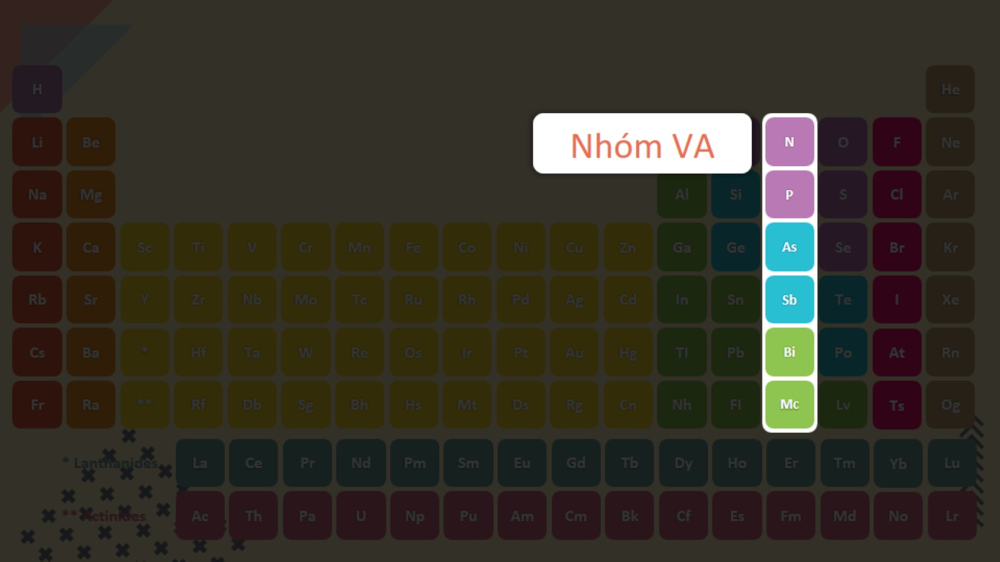 H He
Nhóm VA
Li Be N O F Ne
Na Mg Al Si P S Cl Ar
K Ca Sc Ti V Cr Mn Fe Co Ni Cu Zn Ga Ge As Se Br Kr
Rb Sr Y Zr Nb Mo Tc Ru Rh Pd Ag Cd In Sn Sb Te I Xe
Cs Ba * Hf Ta W Re Os Ir Pt Au Hg Tl Pb Bi Po At Rn
Fr Ra ** Rf Db Sg Bh Hs Mt Ds Rg Cn Nh Fl Mc Lv Ts Og
* Lanthanides La Ce Pr Nd Pm Sm Eu Gd Tb Dy Ho Er Tm Yb Lu
** Actinides Ac Th Pa U Np Pu Am Cm Bk Cf Es Fm Md No Lr